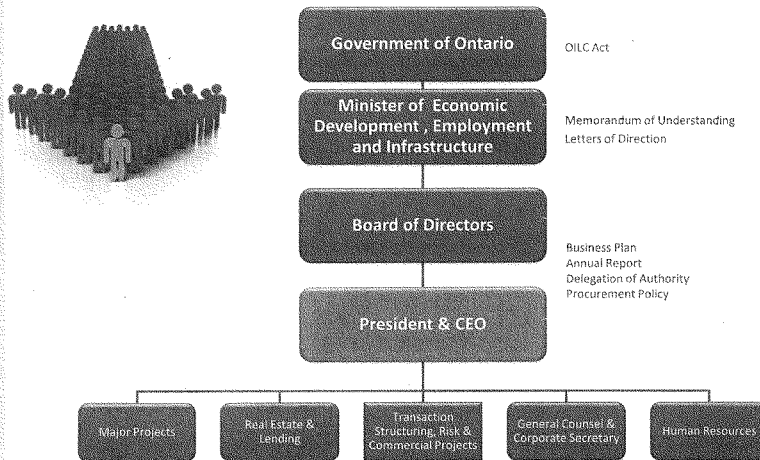 Government of Ontario
OILC Act
Minister of Economic
Development , Employment
and Infrastructure
Memorandum of Understanding
Letters of Direction
Board of Directors
Business Plan
Annual Report
Delegation of Authority
Procurement Policy
President & CEO
Major Projects
Real Estate &
Lending
Transaction
Structuring, Risk &
Commercial Projects
General Counsel &
Corporate Secretary
Human Resources